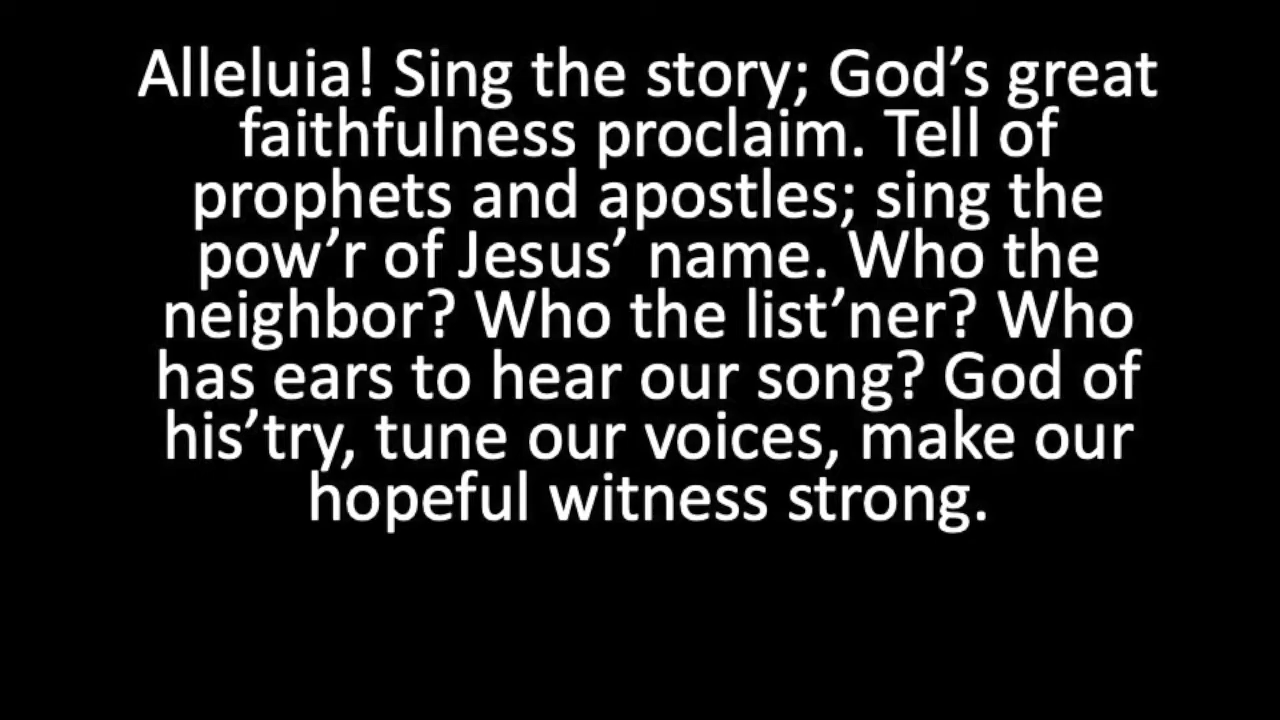 Alleluia! Sing the story; God’s great
faithfulness proclaim. Tell of
prophets and apostles; sing the
pow’r of Jesus’ name. Who the
neighbor? Who the list’ner? Who
has ears to hear our song? God of
his’try, tune our voices, make our
hopeful witness strong.